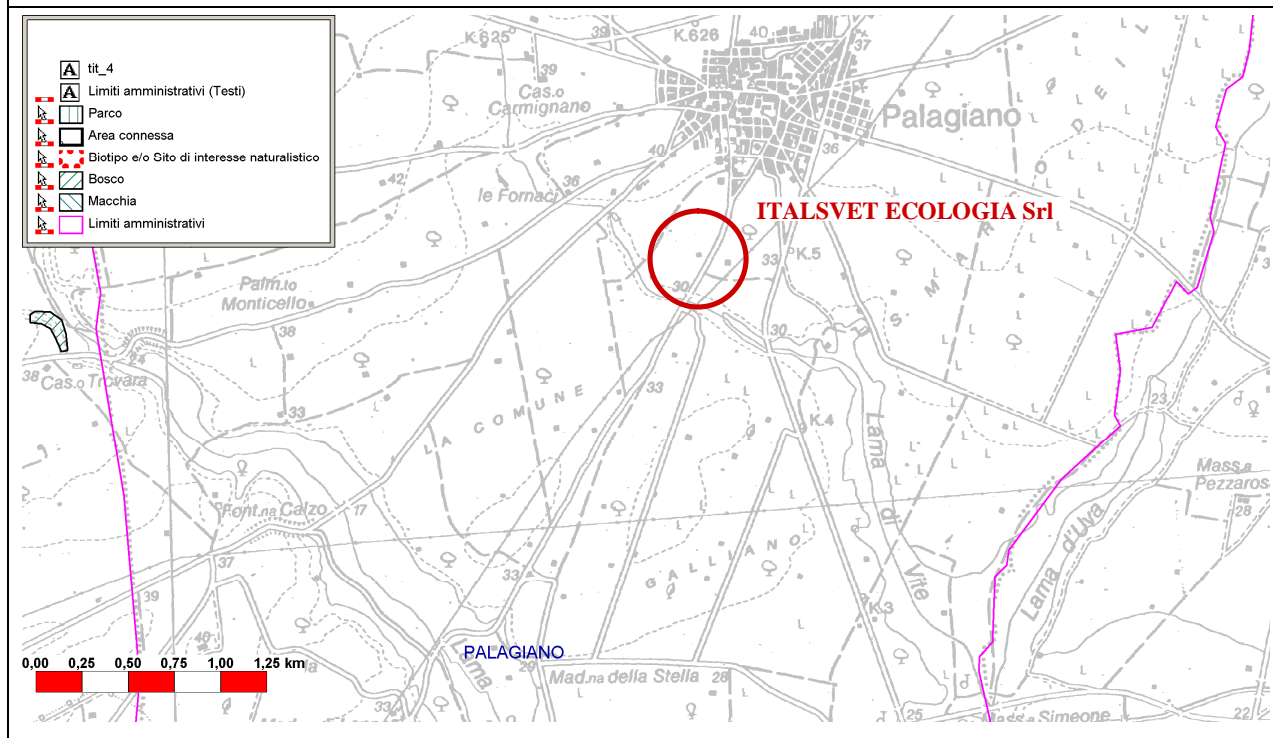 tit_4
Limiti amministrativi (Testi)
Parco
Area connessa
Biotipo e/o Sito di interesse naturalistico
Bosco
Macchia
Limiti amministrativi
K.625
39
K.626
40
37
39
Cas.o
Carmignano
Palagiano
40
36
42
36
le Fornaci
ITALSVET ECOLOGIA Srl
33
K.5
30
Palm.to
Monticello
38
30
24
38
Cas.o Trovara
33
33
LA COMUNE
K.4
23
Lama di Vite
Mass.a
Pezzaros
28
Font.na Calzo
17
Lama d'Uva
37
33
GALLIANO
39
K.3
40
PALAGIANO
0,00 0,25 0,50 0,75 1,00 1,25 km
29
Mad.na della Stella
28
33
25
Mass.a Simeone
22